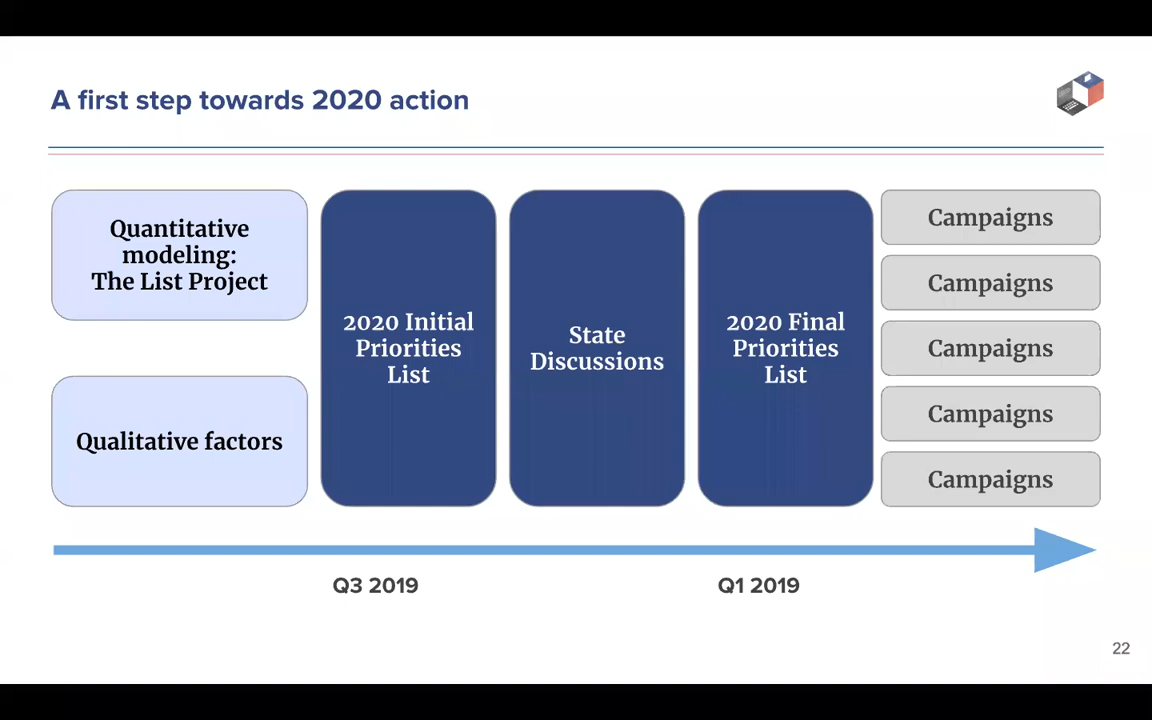 A first step towards 2020 action
Quantitative
modeling:
The List Project
Qualitative factors
2020 Initial
Priorities
List
State
Discussions
2020 Final
Priorities
List
Campaigns
Campaigns
Campaigns
Campaigns
Campaigns
Q3 2019
Q1 2019
22